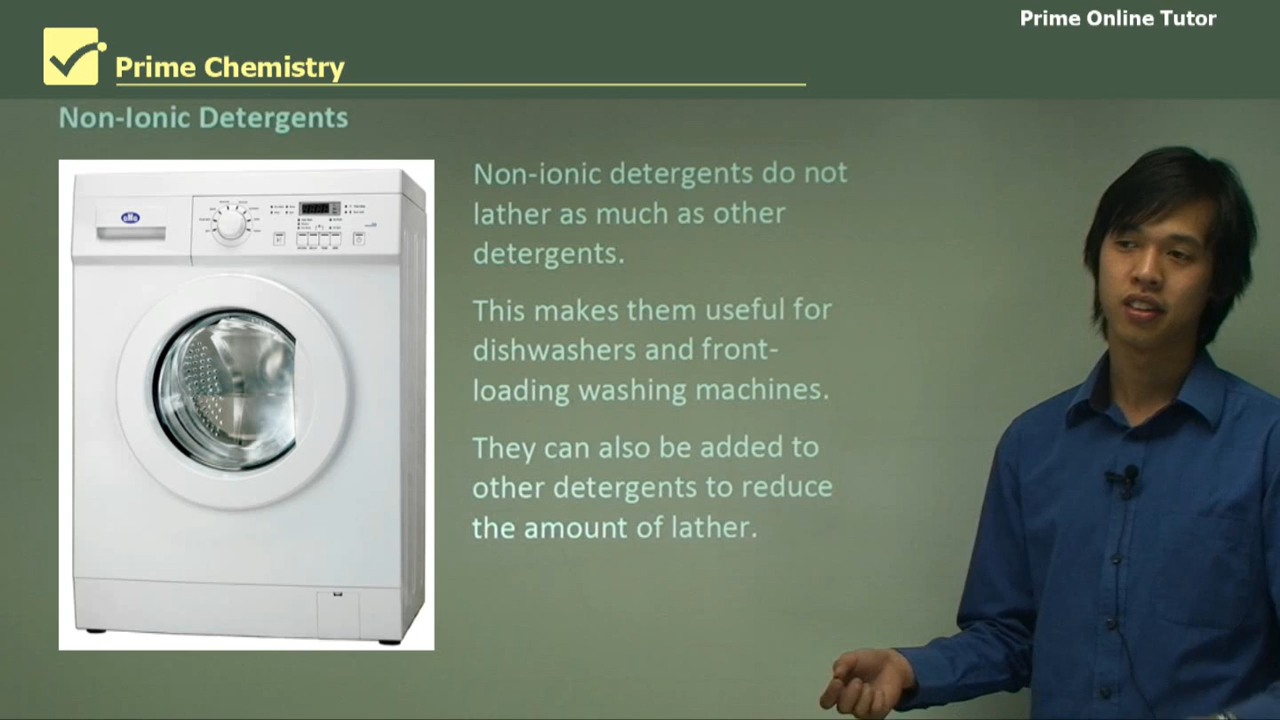 Prime Online Tutor
Prime Chemistry
Non-Ionic Detergents
Non-ionic detergents do not
lather as much as other
detergents.
This makes them useful for
dishwashers and front-
loading washing machines.
They can also be added to
other detergents to reduce
the amount of lather.